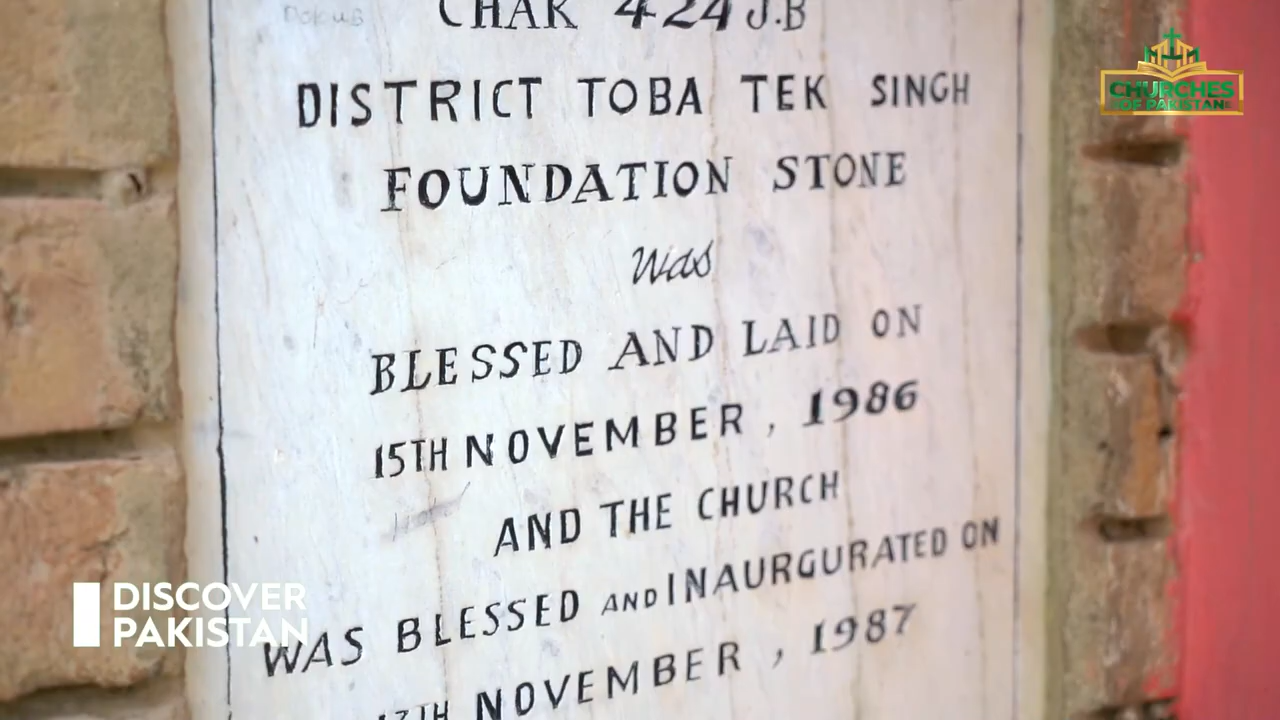 CHAK 424 J.B
DISTRICT TOBA TEK SINGH
FOUNDATION STONE
Was
BLESSED AND LAID ON
15TH NOVEMBER, 1986
AND THE CHURCH
WAS BLESSED AND INAURGURATED ON
NOVEMBER, 1987
CHURCHES
OF PAKISTAN
DISCOVER
PAKISTAN